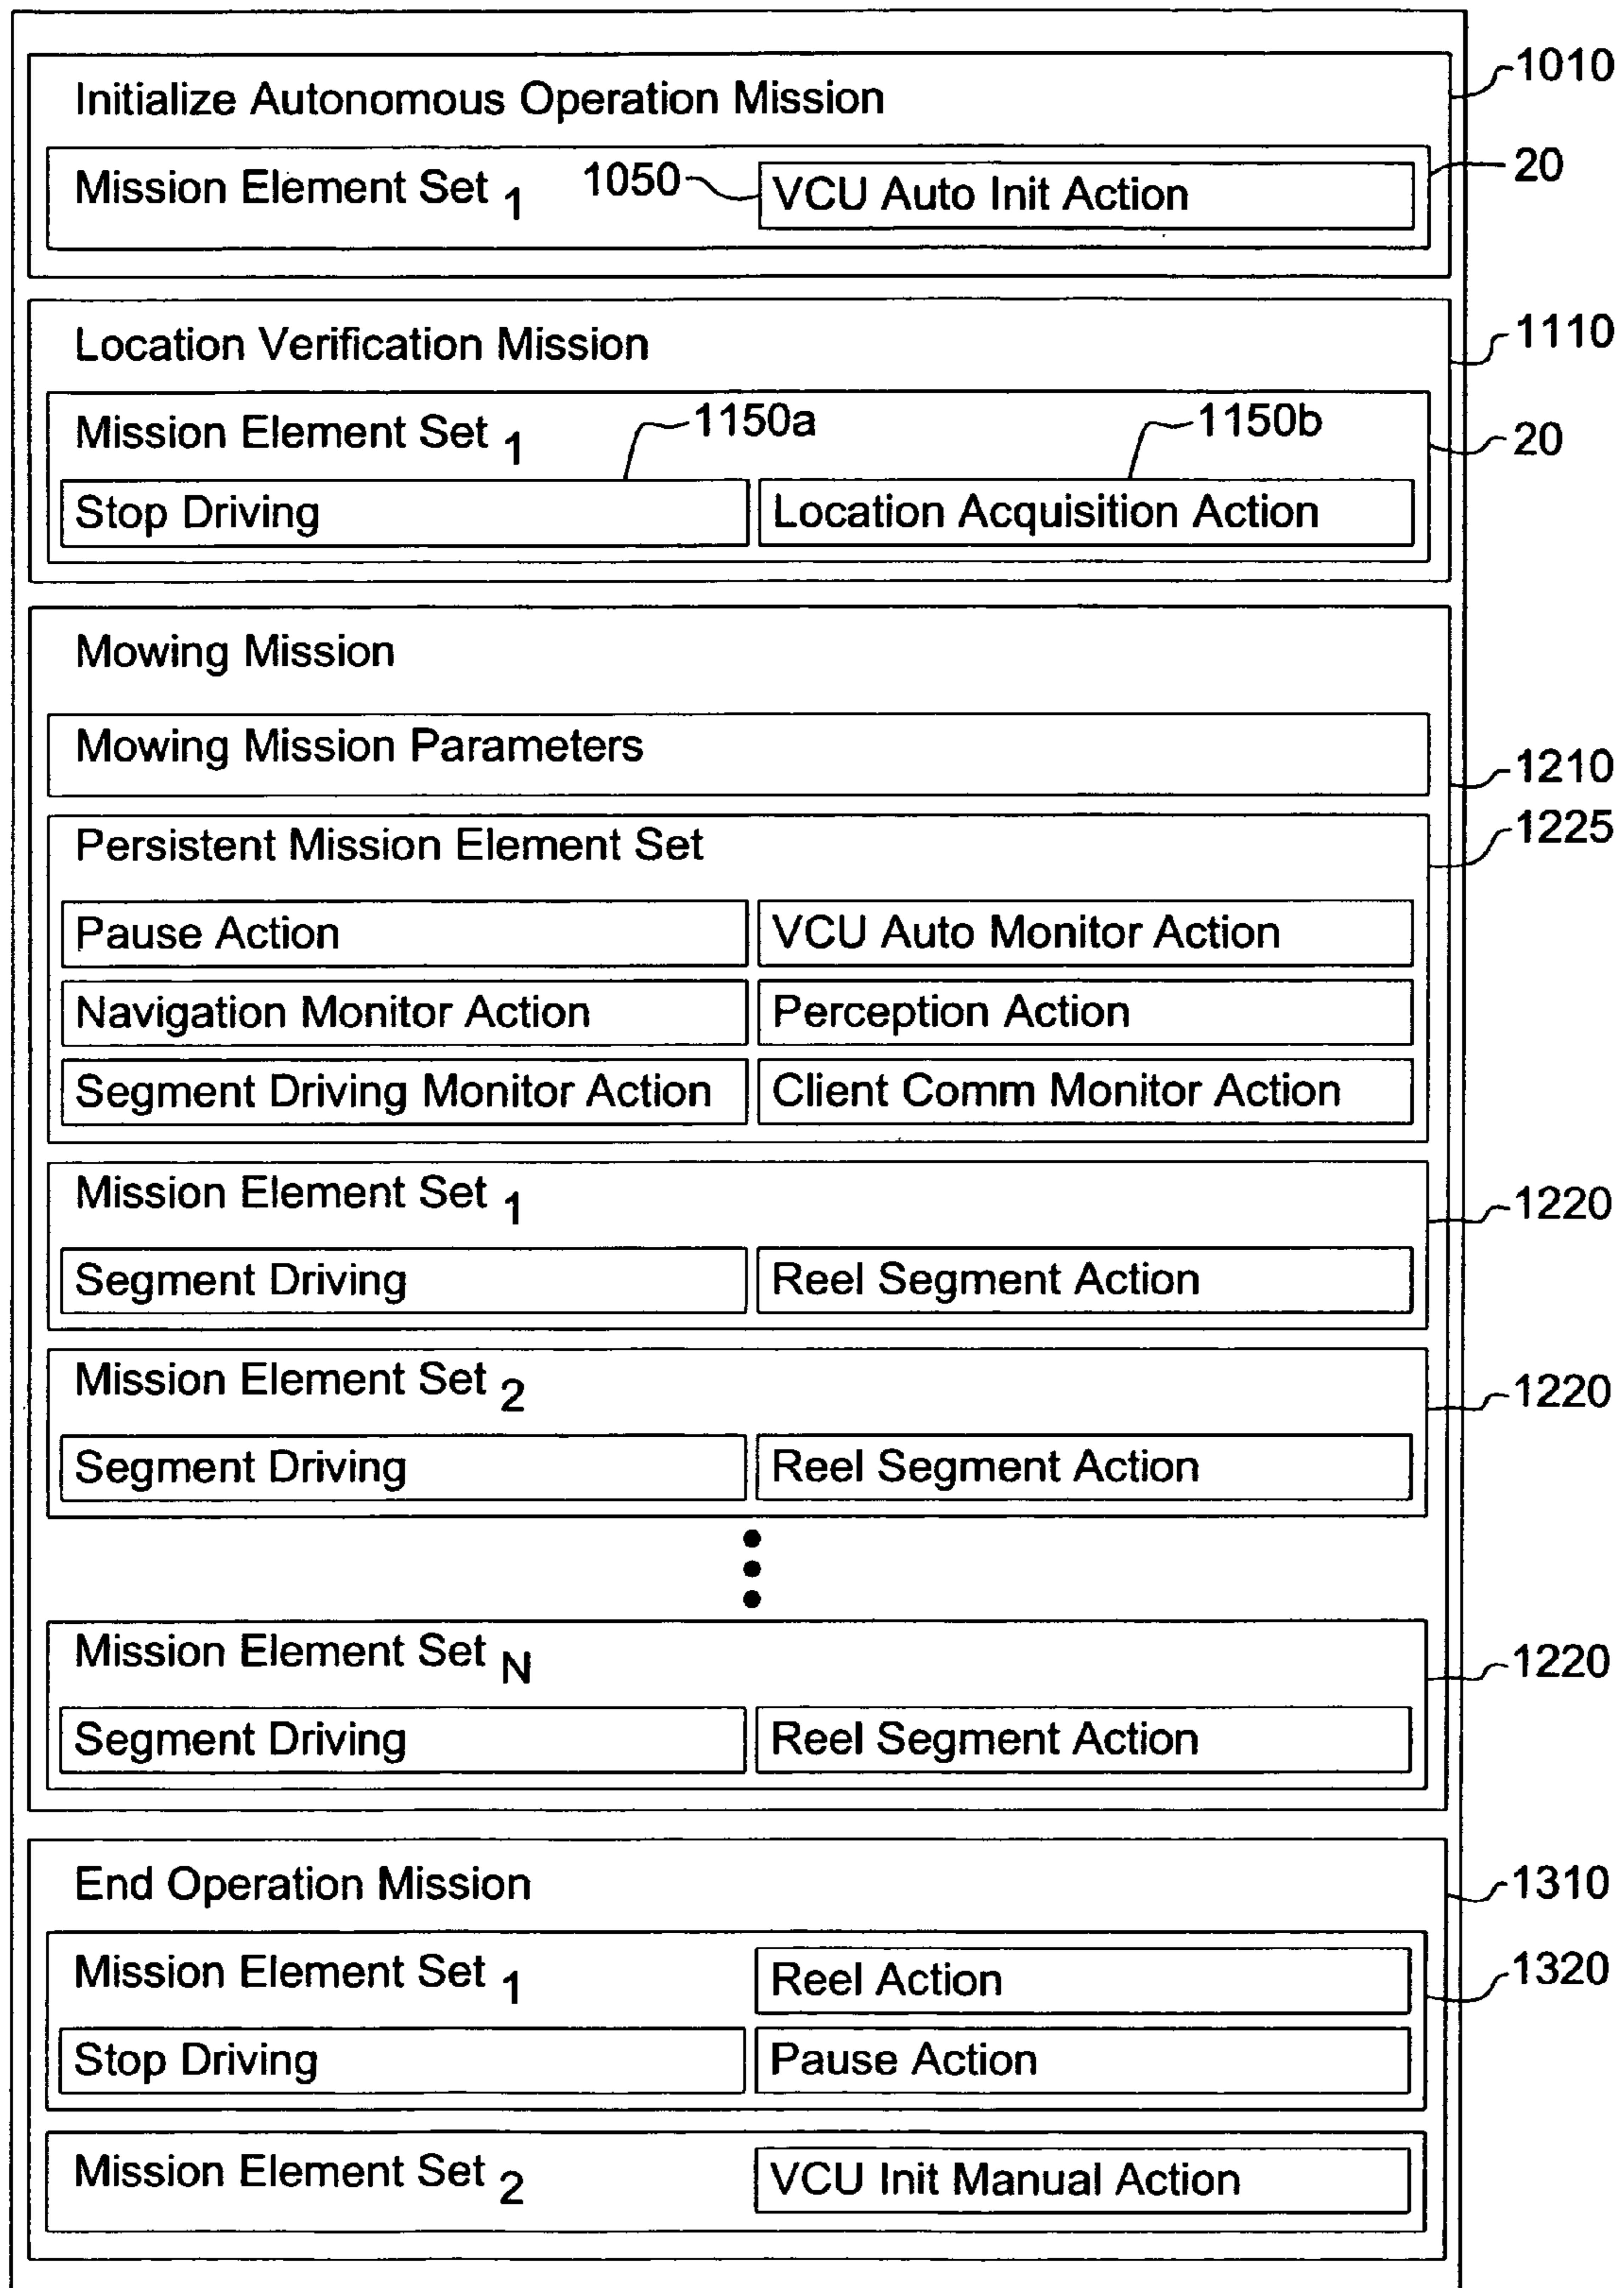 Initialize Autonomous Operation Mission
1010
Mission Element Set 1
1050
VCU Auto Init Action
20
Location Verification Mission
1110
Mission Element Set 1
1150a
1150b
20
Stop Driving
Location Acquisition Action
Mowing Mission
Mowing Mission Parameters
1210
Persistent Mission Element Set
1225
Pause Action
VCU Auto Monitor Action
Navigation Monitor Action
Perception Action
Segment Driving Monitor Action
Client Comm Monitor Action
Mission Element Set 1
1220
Segment Driving
Reel Segment Action
Mission Element Set 2
1220
Segment Driving
Reel Segment Action
Mission Element Set N
1220
Segment Driving
Reel Segment Action
End Operation Mission
1310
Mission Element Set 1
Reel Action
1320
Stop Driving
Pause Action
Mission Element Set 2
VCU Init Manual Action